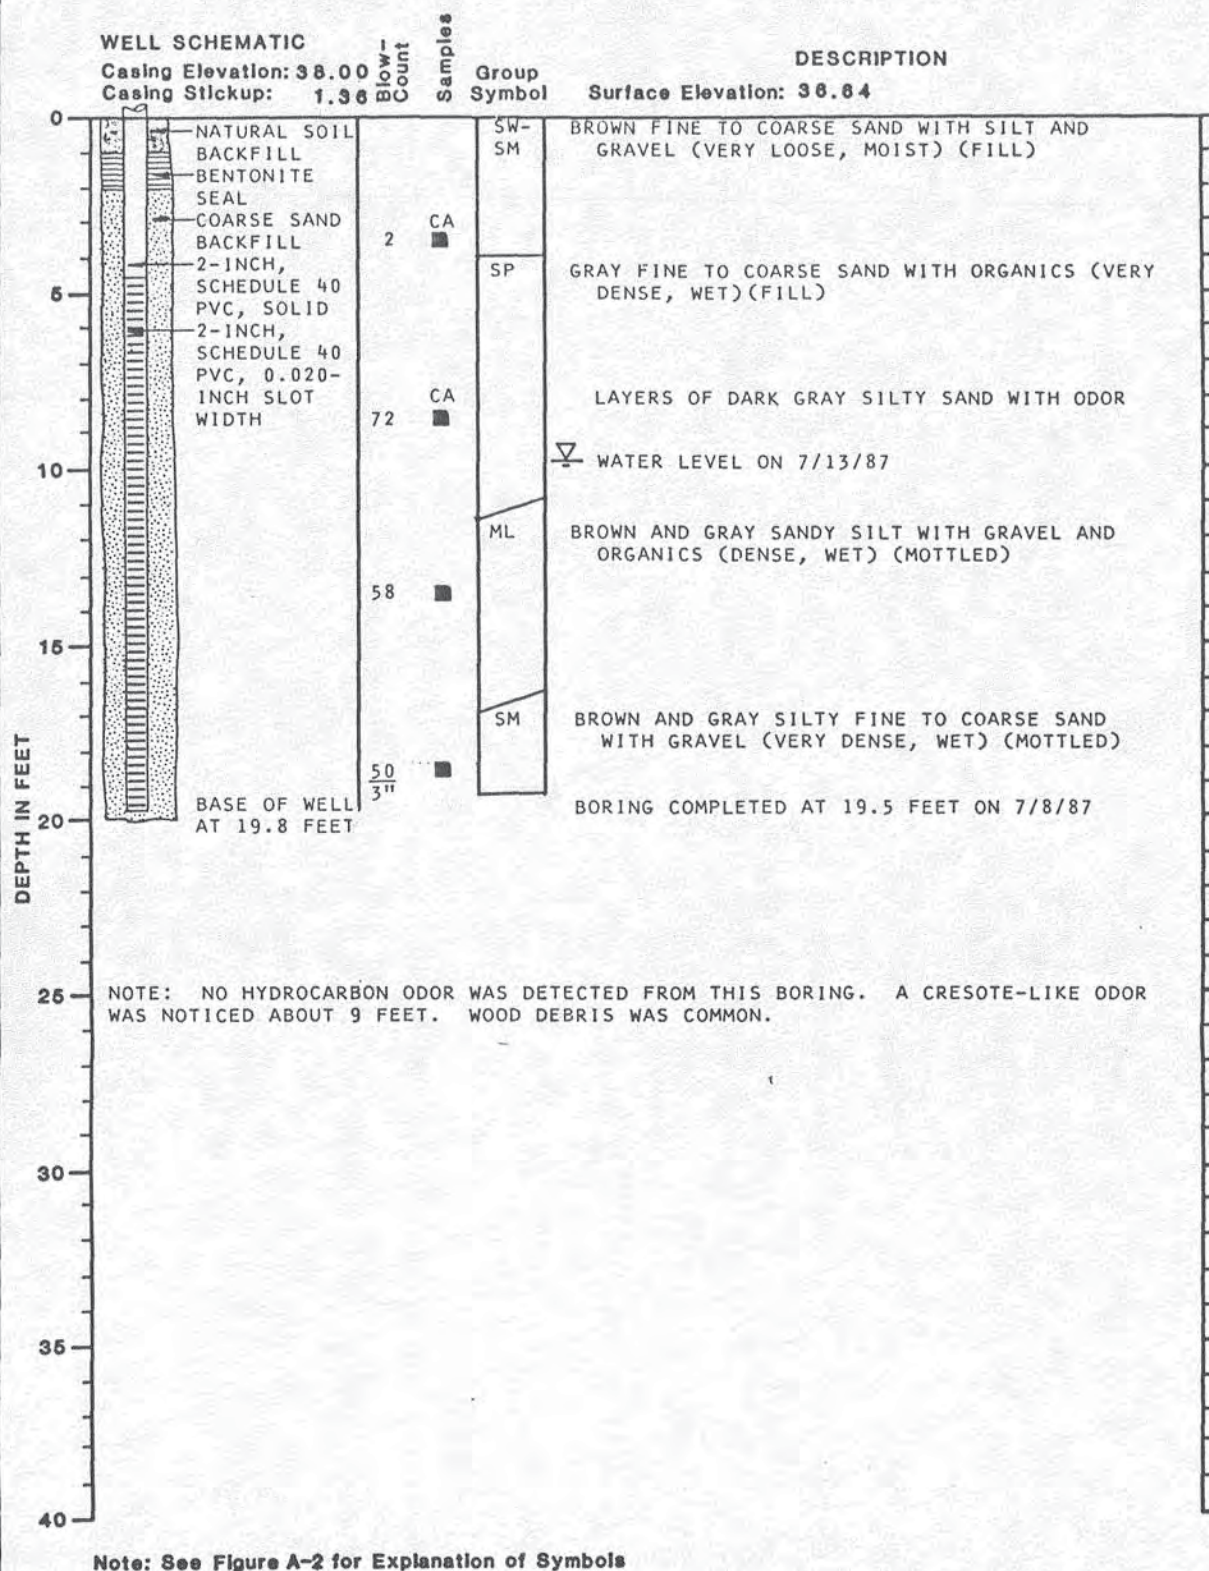 WELL SCHEMATIC
Casing Elevation: 38.00
Casing Stickup: 1.36
Blow-
Count
Samples
Group
Symbol
DESCRIPTION
Surface Elevation: 36.64
0
NATURAL SOIL
BACKFILL
BENTONITE
SEAL
COARSE SAND
BACKFILL
2-INCH,
SCHEDULE 40
PVC, SOLID
2-INCH,
SCHEDULE 40
PVC, 0.020-
INCH SLOT
WIDTH
BASE OF WELL
AT 19.8 FEET
2
72
58
50
3"
CA
CA
SW-
SM
BROWN FINE TO COARSE SAND WITH SILT AND
GRAVEL (VERY LOOSE, MOIST) (FILL)
SP
GRAY FINE TO COARSE SAND WITH ORGANICS (VERY
DENSE, WET)(FILL)
LAYERS OF DARK GRAY SILTY SAND WITH ODOR
WATER LEVEL ON 7/13/87
ML
BROWN AND GRAY SANDY SILT WITH GRAVEL AND
ORGANICS (DENSE, WET) (MOTTLED)
SM
BROWN AND GRAY SILTY FINE TO COARSE SAND
WITH GRAVEL (VERY DENSE, WET) (MOTTLED)
BORING COMPLETED AT 19.5 FEET ON 7/8/87
5
10
15
20
25
30
35
40
DEPTH IN FEET
NOTE: NO HYDROCARBON ODOR WAS DETECTED FROM THIS BORING. A CRESOTE-LIKE ODOR
WAS NOTICED ABOUT 9 FEET. WOOD DEBRIS WAS COMMON.
Note: See Figure A-2 for Explanation of Symbols